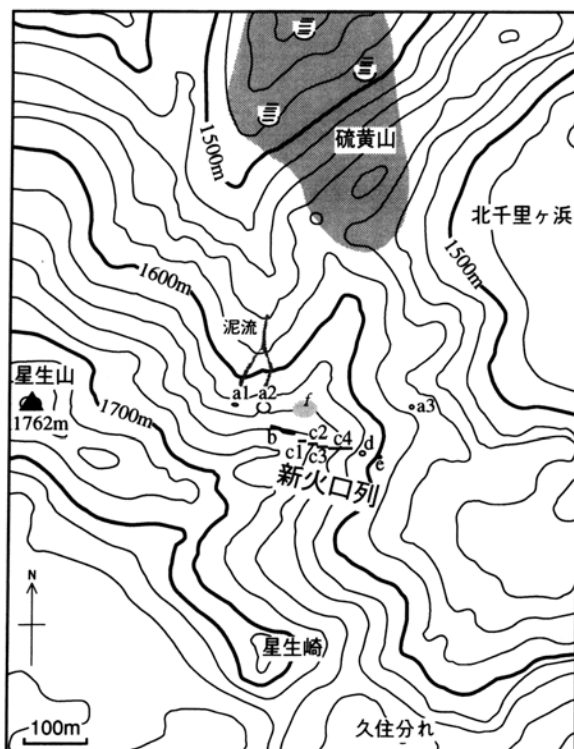 硫黄山
1500m
北千里ヶ浜
1500m
1600m
泥流
星生山
1762m
1700m
a1
a2
f
a3
b
c2
c4
d
c1
c3
e
新火口列
N
星生崎
100m
久住分れ